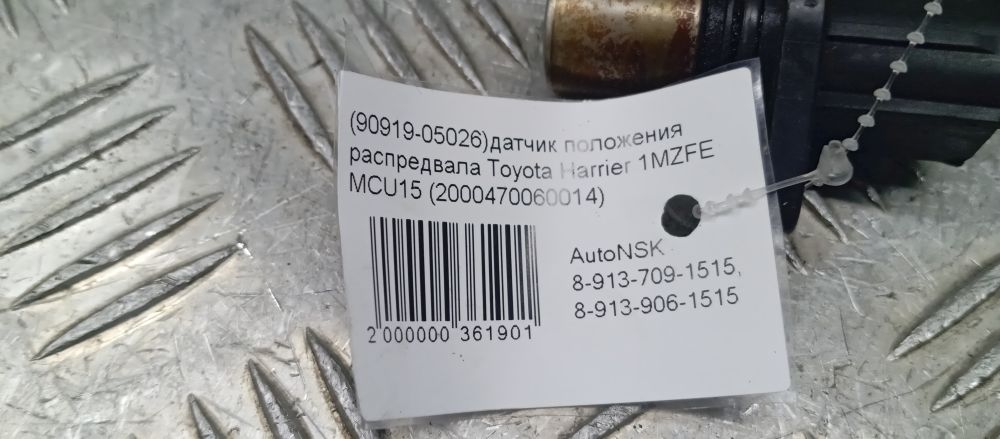 (90919-05026)датчик положения
распредвала Toyota Harrier 1MZFE
MCU15 (2000470060014)
AutoNSK
8-913-709-1515,
8-913-906-1515
2 000000 361901